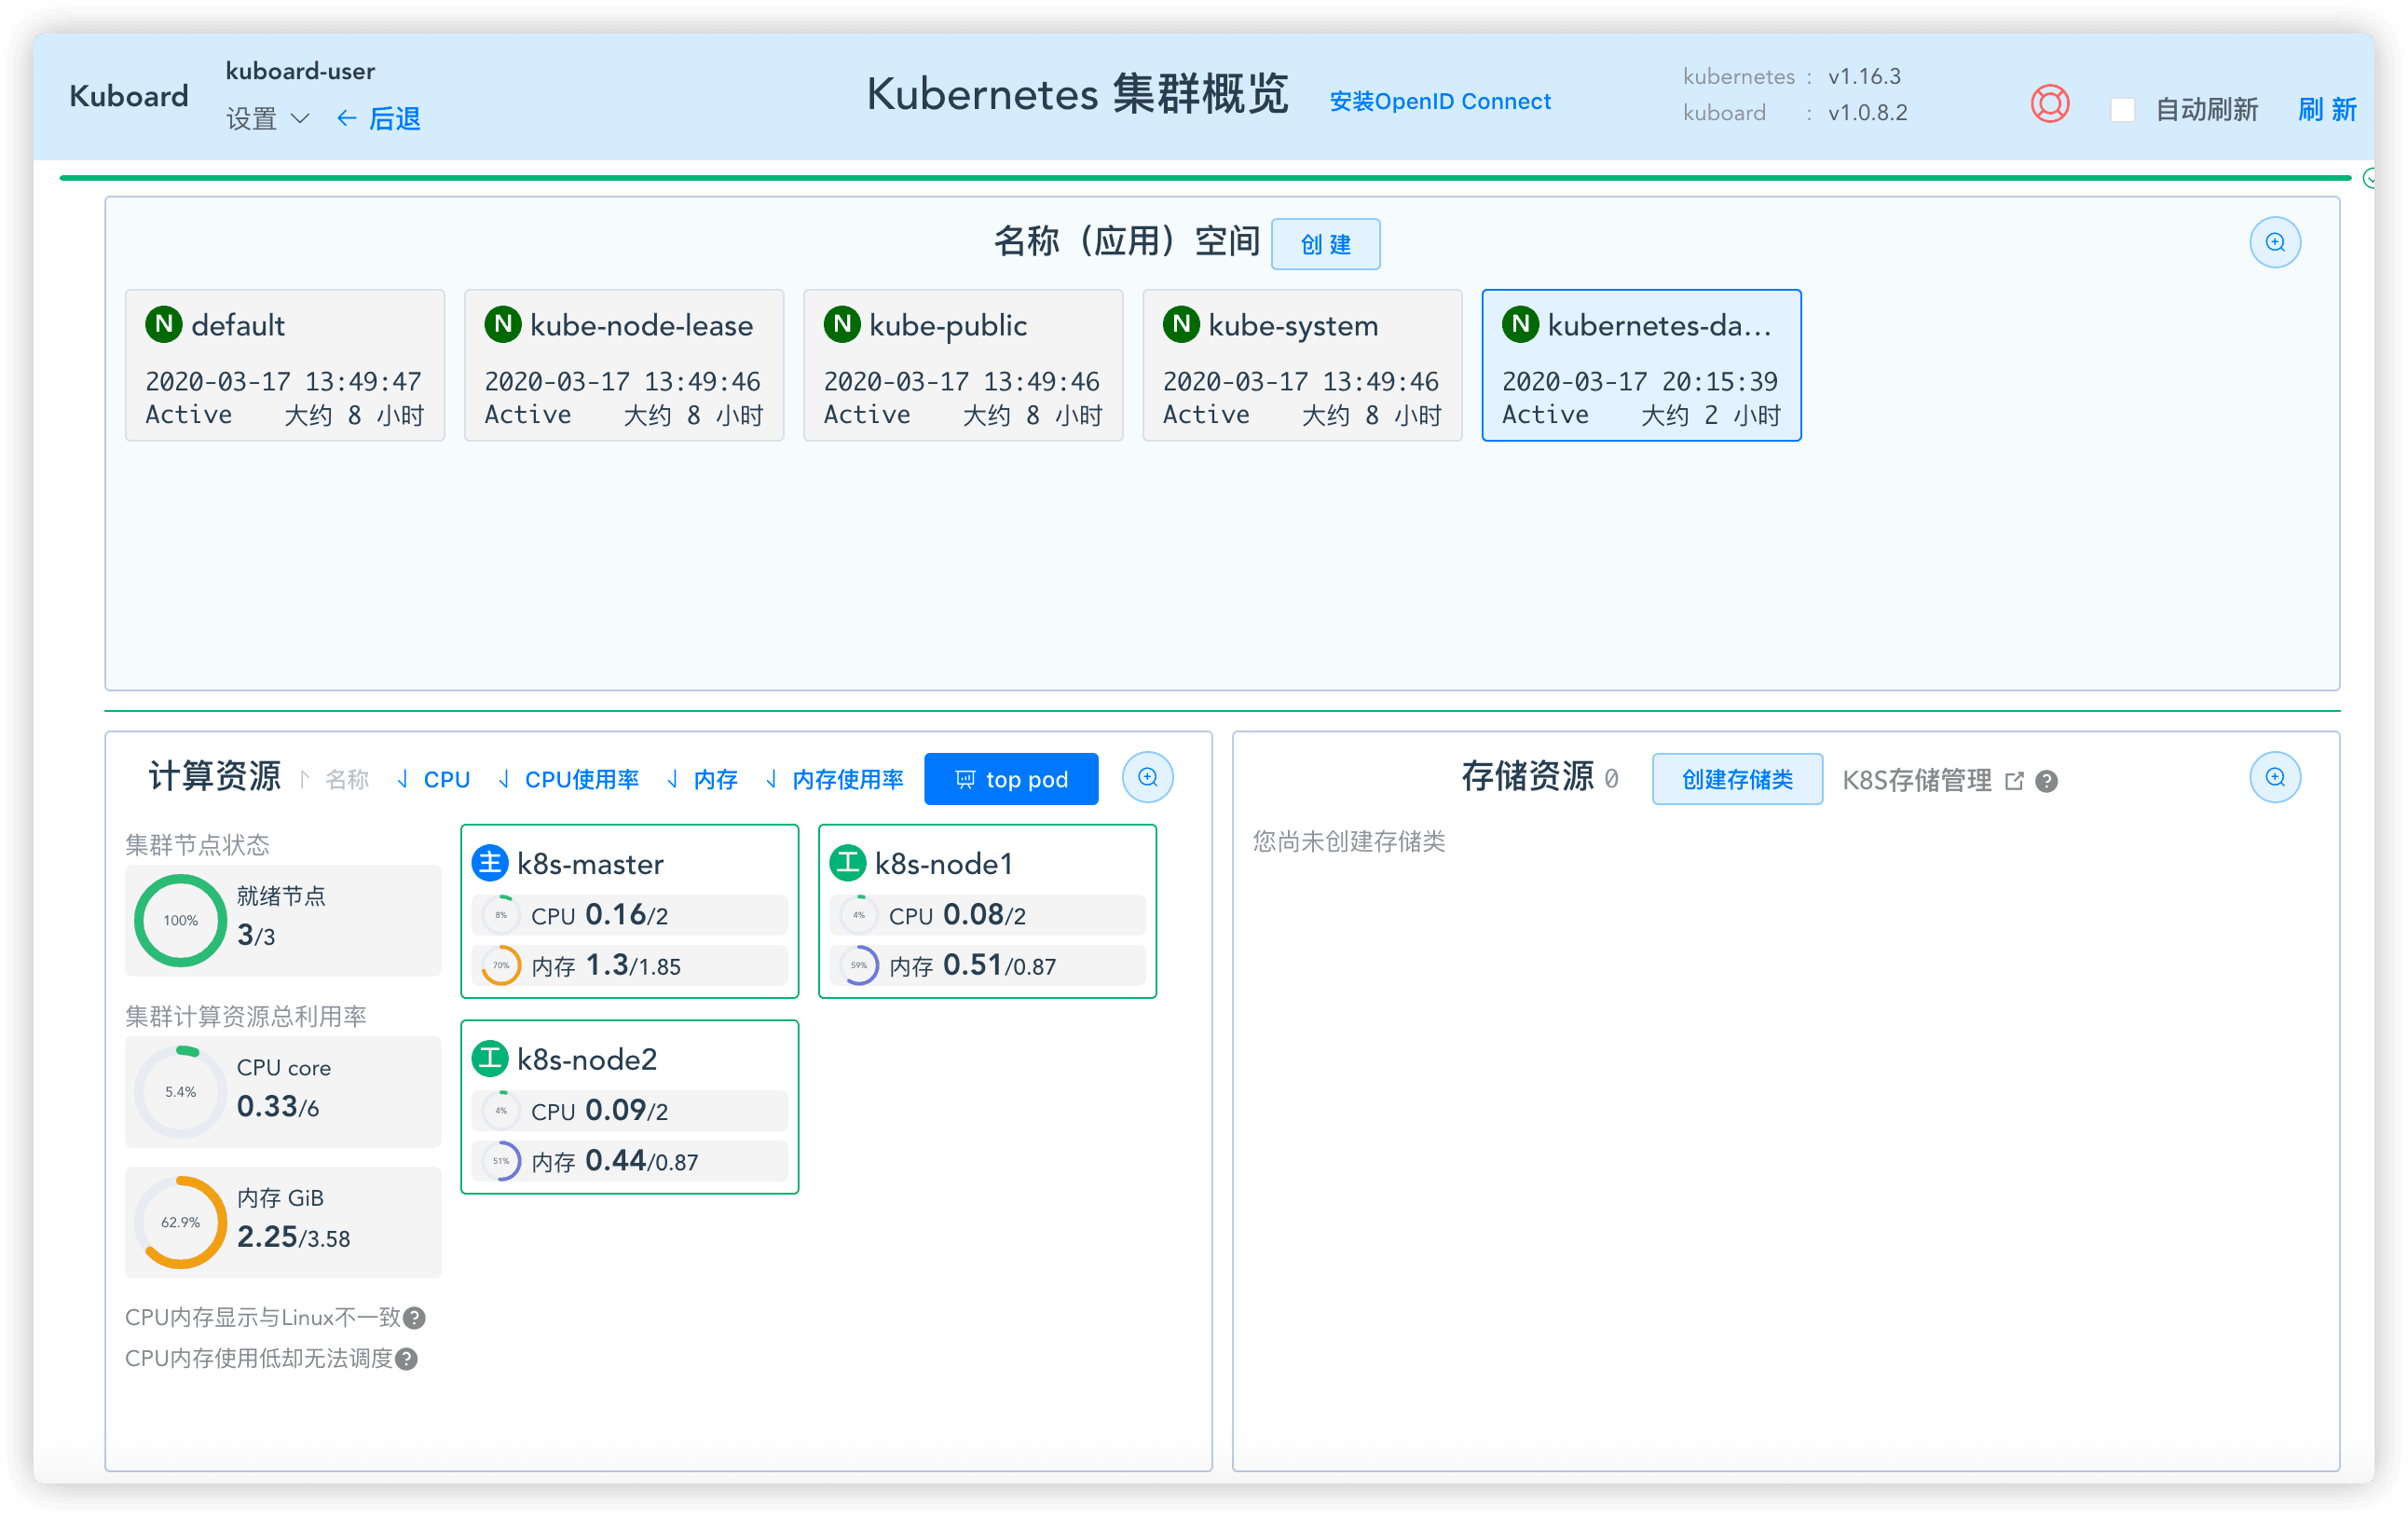 Kuboard
kuboard-user
设置 ← 后退
Kubernetes 集群概览 安装OpenID Connect
kubernetes : v1.16.3
kuboard : v1.0.8.2
自动刷新 刷 新
名称（应用）空间 创 建
N default
2020-03-17 13:49:47
Active 大约 8 小时
N kube-node-lease
2020-03-17 13:49:46
Active 大约 8 小时
N kube-public
2020-03-17 13:49:46
Active 大约 8 小时
N kube-system
2020-03-17 13:49:46
Active 大约 8 小时
N kubernetes-da...
2020-03-17 20:15:39
Active 大约 2 小时
计算资源 名称 CPU CPU使用率 内存 内存使用率 top pod
集群节点状态
100% 就绪节点
3/3
集群计算资源总利用率
5.4% CPU core
0.33/6
62.9% 内存 GiB
2.25/3.58
CPU内存显示与Linux不一致?
CPU内存使用低却无法调度?
主 k8s-master
8% CPU 0.16/2
70% 内存 1.3/1.85
工 k8s-node1
4% CPU 0.08/2
59% 内存 0.51/0.87
工 k8s-node2
4% CPU 0.09/2
51% 内存 0.44/0.87
存储资源 0 创建存储类 K8S存储管理 ?
您尚未创建存储类